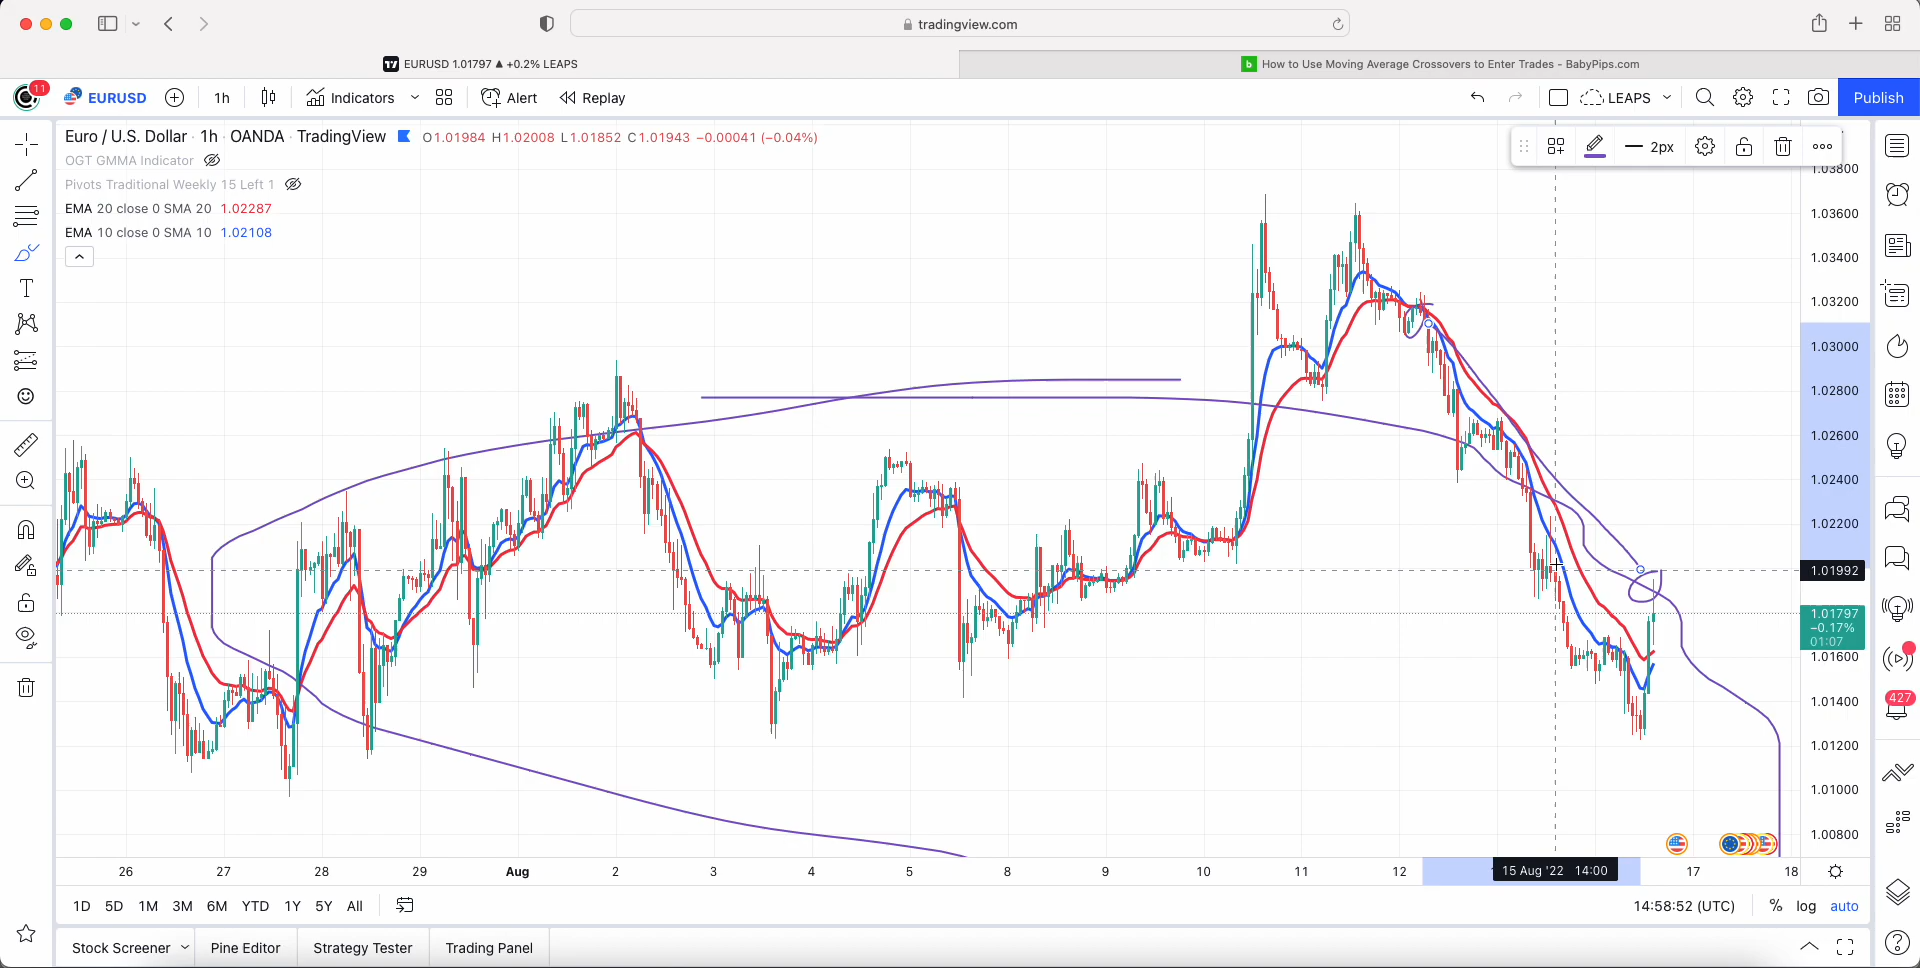 tradingview.com
EURUSD 1.01797 ▲ +0.2% LEAPS
How to Use Moving Average Crossovers to Enter Trades - BabyPips.com
11
EURUSD
1h
Indicators
Alert
Replay
LEAPS
Publish
Euro / U.S. Dollar · 1h · OANDA · TradingView
O1.01984 H1.02008 L1.01852 C1.01943 −0.00041 (−0.04%)
OGT GMMA Indicator
Pivots Traditional Weekly 15 Left 1
EMA 20 close 0 SMA 20 1.02287
EMA 10 close 0 SMA 10 1.02108
2px
1.03800
1.03600
1.03400
1.03200
1.03000
1.02800
1.02600
1.02400
1.02200
1.01992
1.01797
−0.17%
01:07
1.01600
1.01400
1.01200
1.01000
1.00800
427
26 27 28 29 Aug 2 3 4 5 8 9 10 11 12 15 Aug '22 14:00 17 18
1D 5D 1M 3M 6M YTD 1Y 5Y All
14:58:52 (UTC) % log auto
Stock Screener Pine Editor Strategy Tester Trading Panel